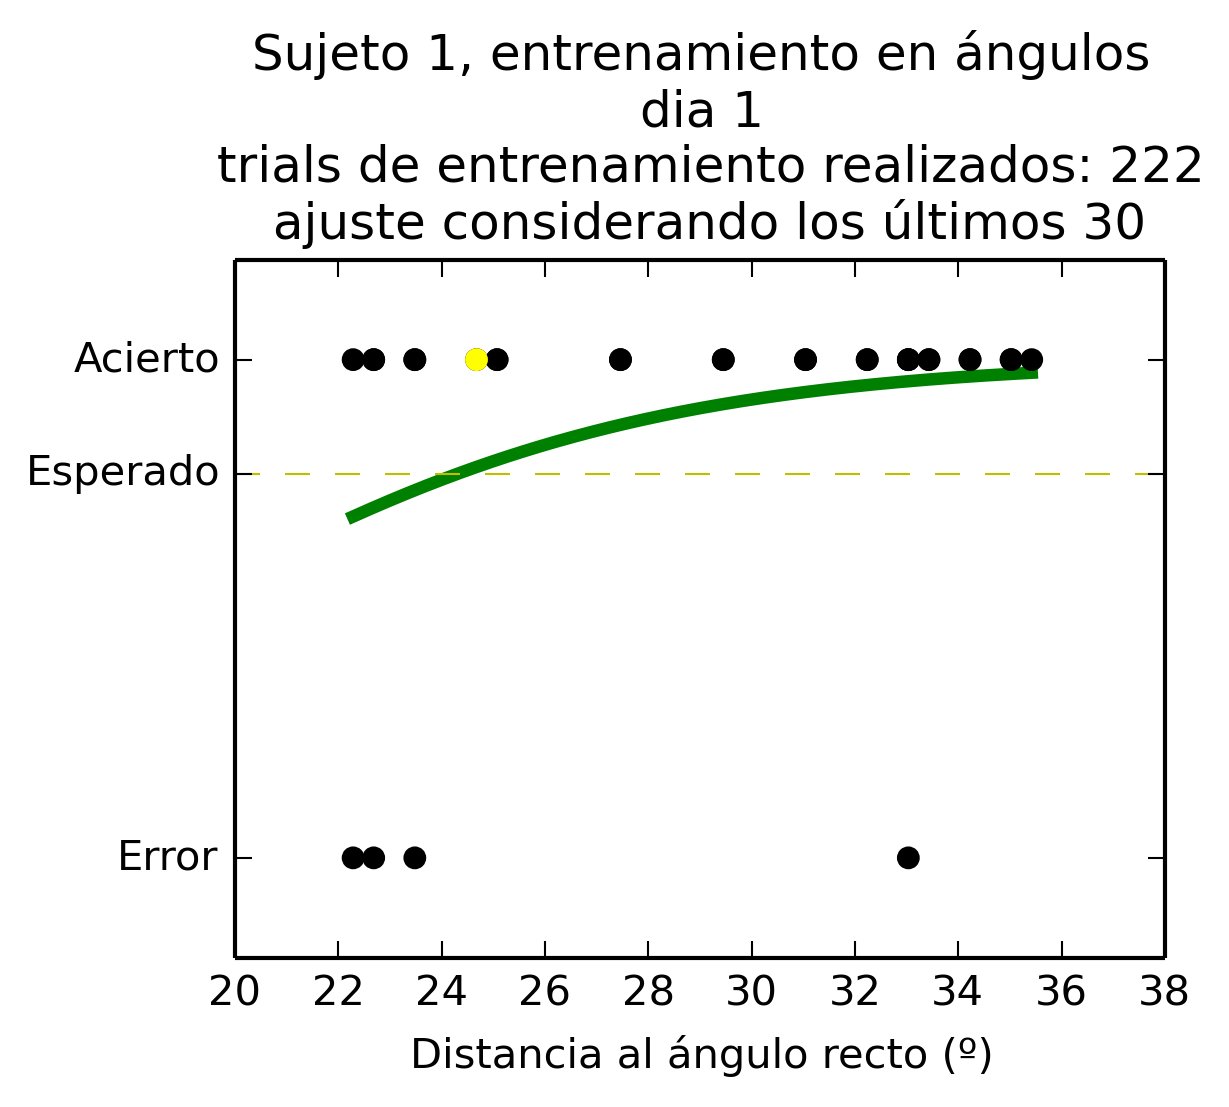 Sujeto 1, entrenamiento en ángulos
dia 1
trials de entrenamiento realizados: 222
ajuste considerando los últimos 30
Acierto
Esperado
Error
20 22 24 26 28 30 32 34 36 38
Distancia al ángulo recto (º)